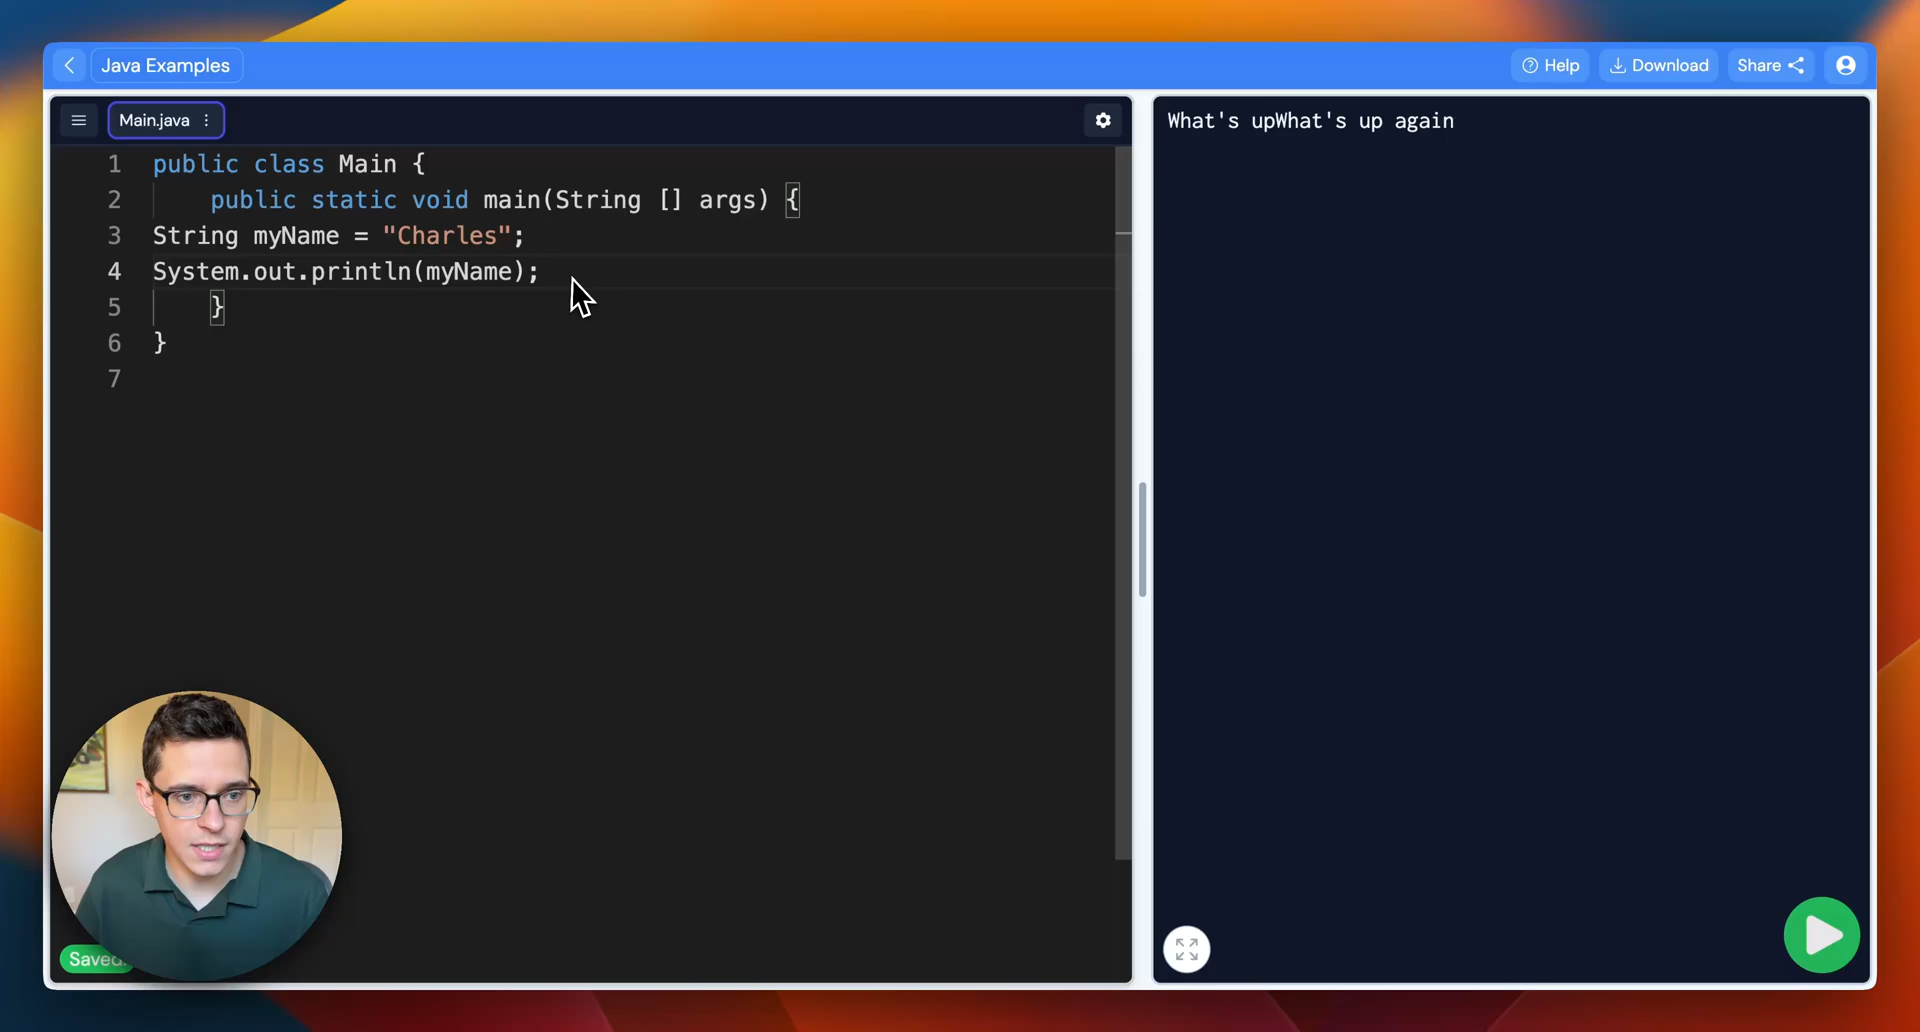 Java Examples
Help
Download
Share
Main.java
1 public class Main {
2 public static void main(String [] args) {
3 String myName = "Charles";
4 System.out.println(myName);
5 }
6 }
7
What's upWhat's up again
Saved